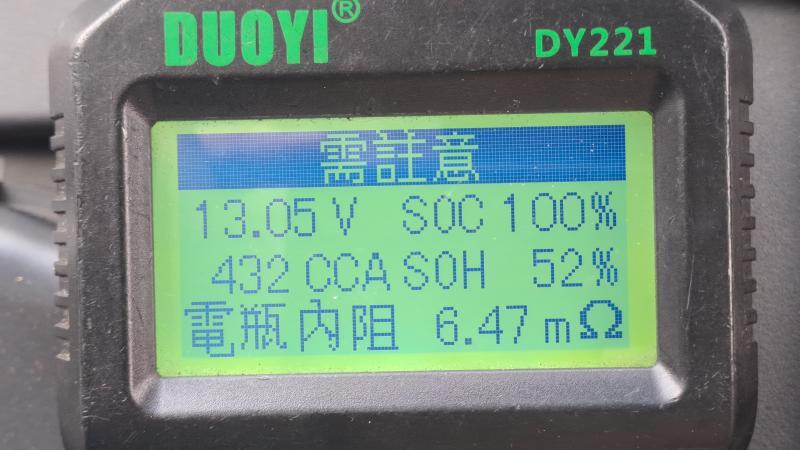 DUOYI® DY221
需註意
13.05 V SOC 100%
432 CCA SOH 52%
電瓶內阻 6.47 mΩ